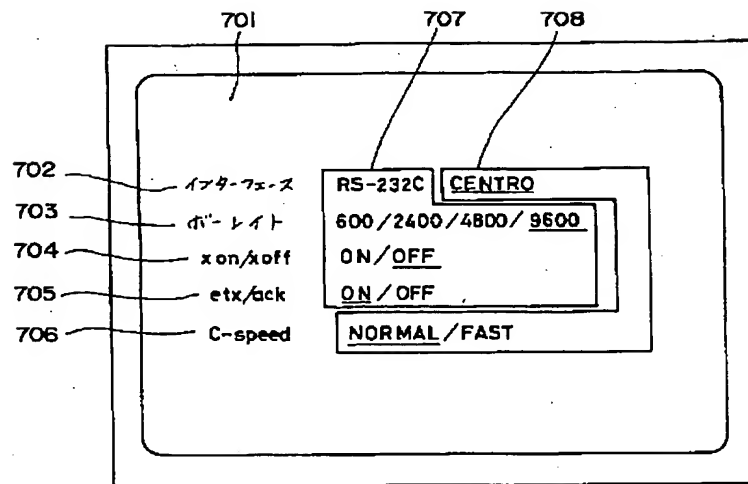 701 707 708
702 インターフェース RS-232C CENTRO
703 ボーレイト 600/2400/4800/9600
704 xon/xoff ON/OFF
705 etx/ack ON/OFF
706 C-speed NORMAL/FAST